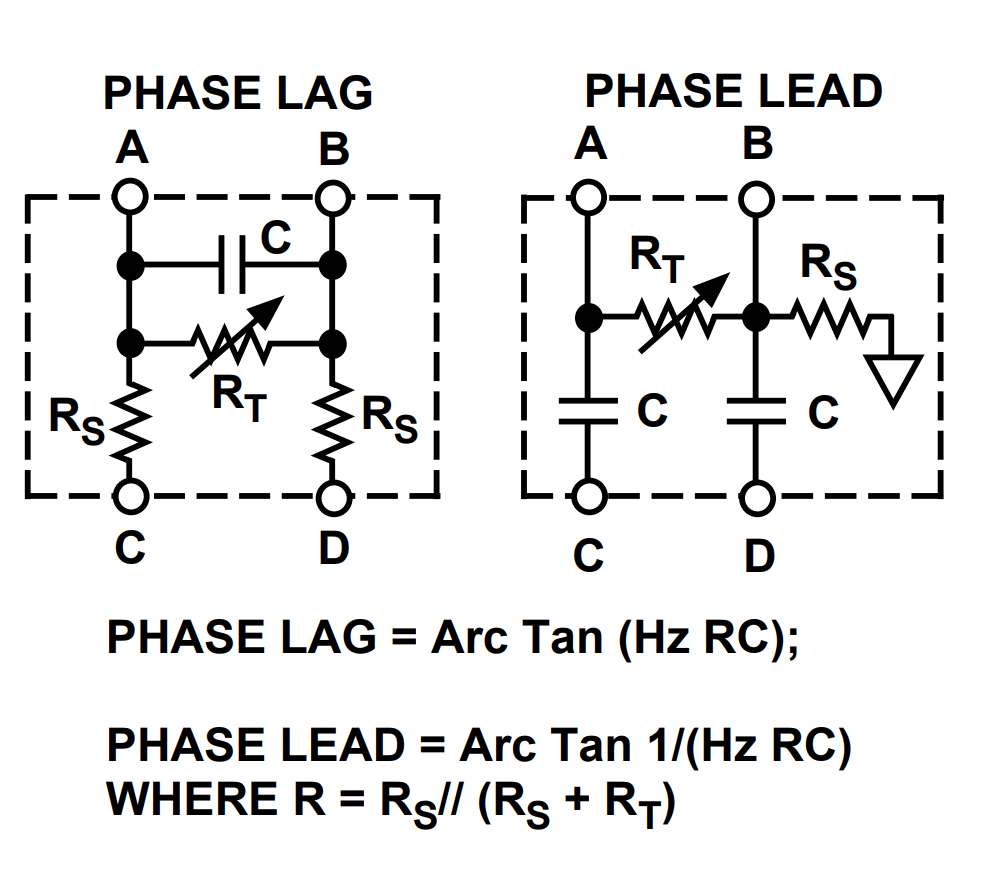 PHASE LAG
A B
C
RT
RS RS
C D
PHASE LEAD
A B
RT RS
C C
C D
PHASE LAG = Arc Tan (Hz RC);
PHASE LEAD = Arc Tan 1/(Hz RC)
WHERE R = RS// (RS + RT)